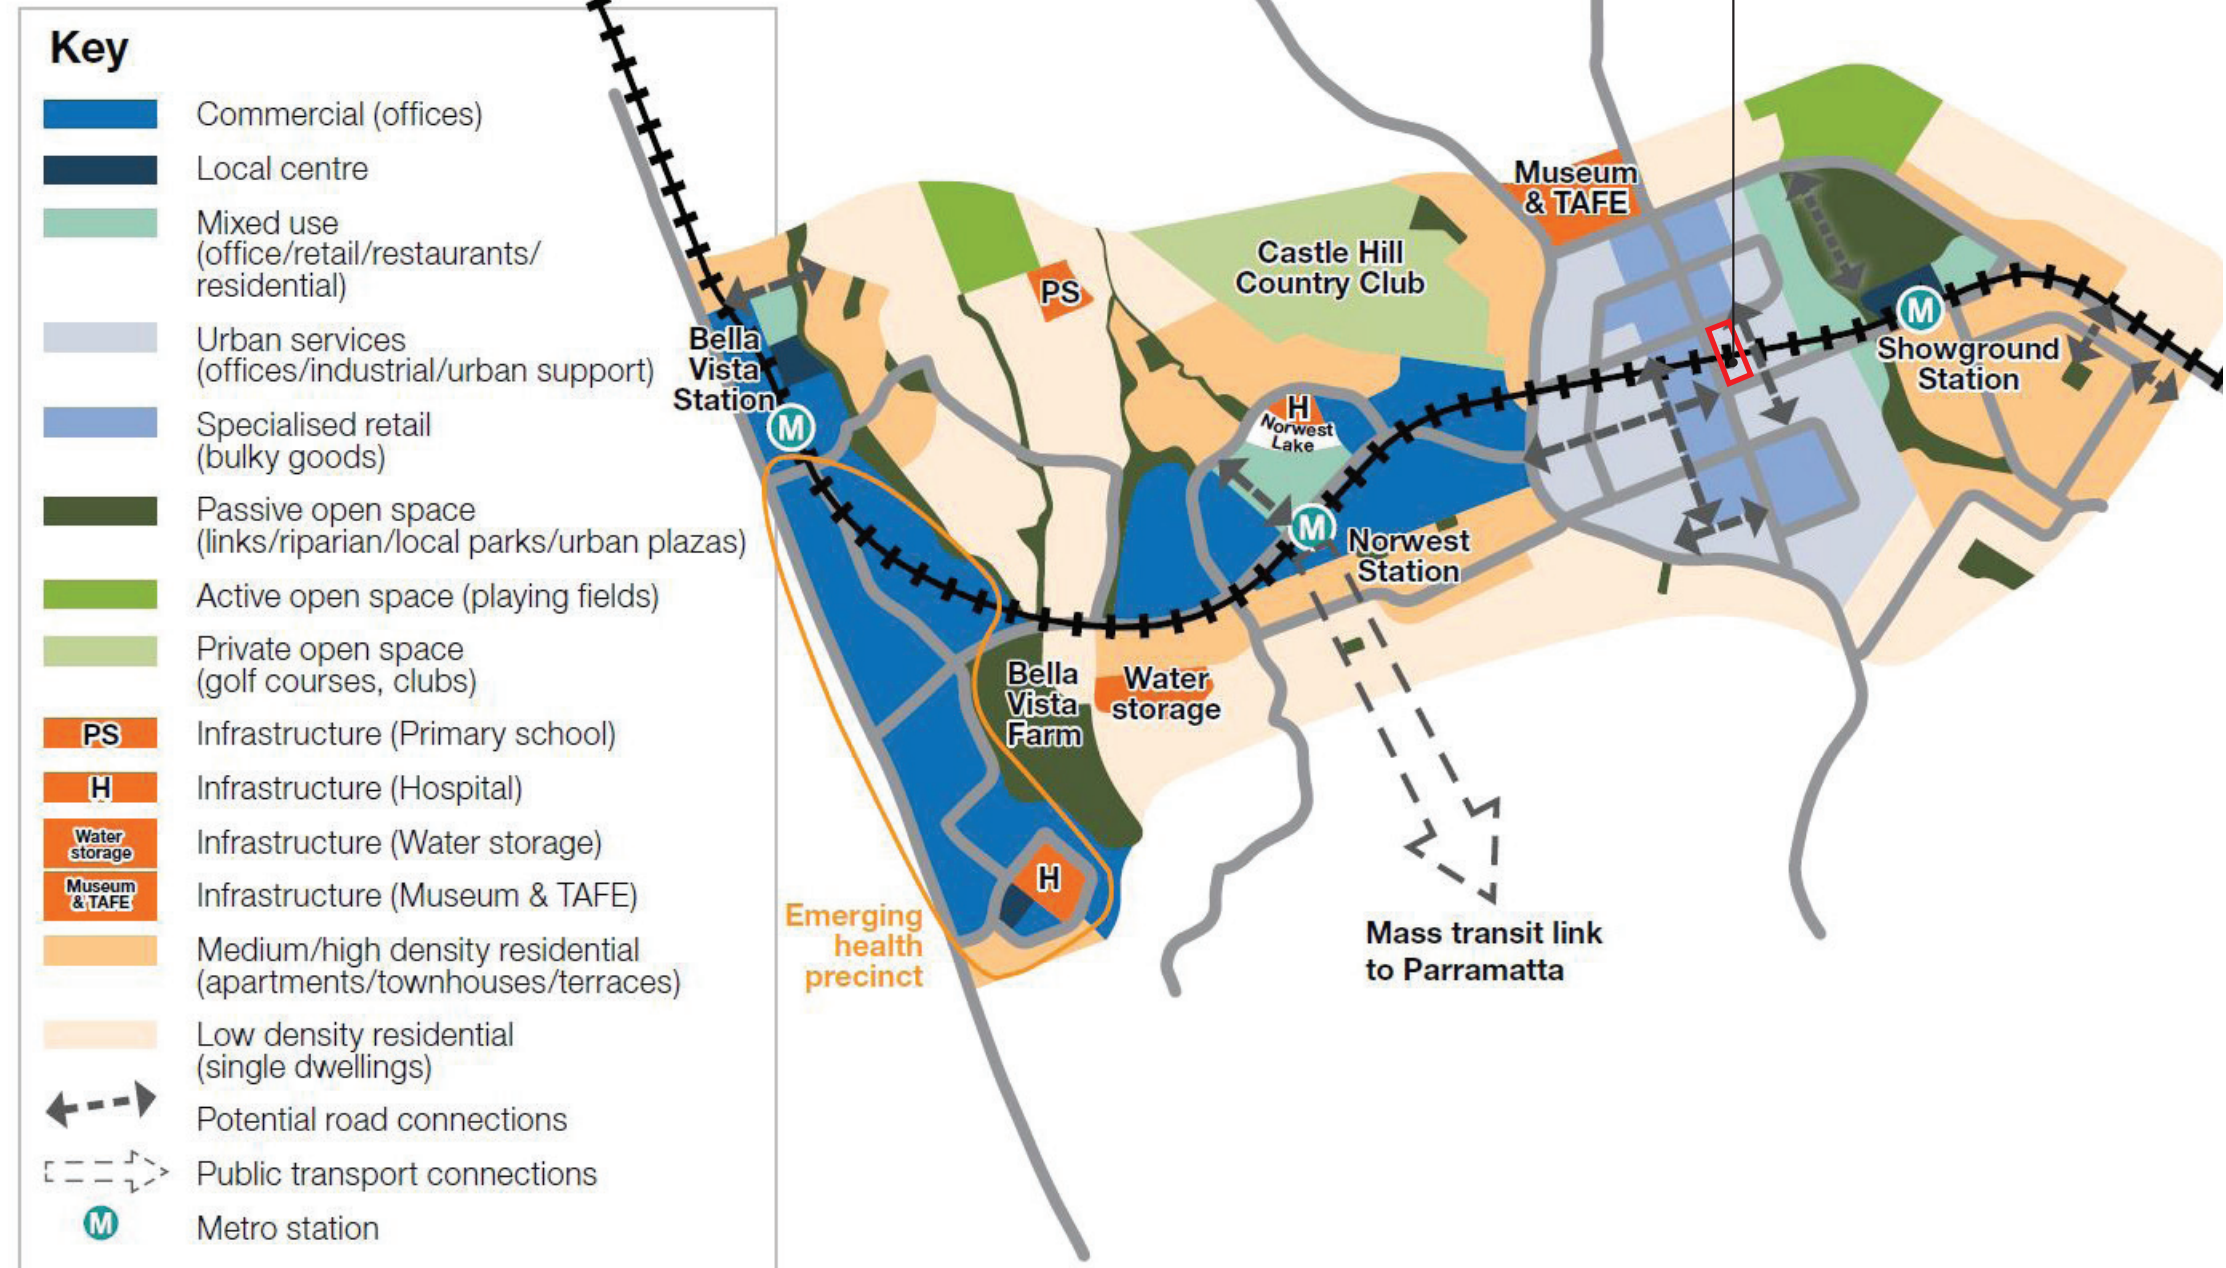 Key
Commercial (offices)
Local centre
Mixed use
(office/retail/restaurants/
residential)
Urban services
(offices/industrial/urban support)
Specialised retail
(bulky goods)
Passive open space
(links/riparian/local parks/urban plazas)
Active open space (playing fields)
Private open space
(golf courses, clubs)
PS
Infrastructure (Primary school)
H
Infrastructure (Hospital)
Water
storage
Infrastructure (Water storage)
Museum
& TAFE
Infrastructure (Museum & TAFE)
Medium/high density residential
(apartments/townhouses/terraces)
Low density residential
(single dwellings)
Potential road connections
Public transport connections
M
Metro station
Museum
& TAFE
Castle Hill
Country Club
PS
Bella
Vista
Station
M
H
Norwest
Lake
M
Norwest
Station
M
Showground
Station
Bella
Vista
Farm
Water
storage
H
Emerging
health
precinct
Mass transit link
to Parramatta